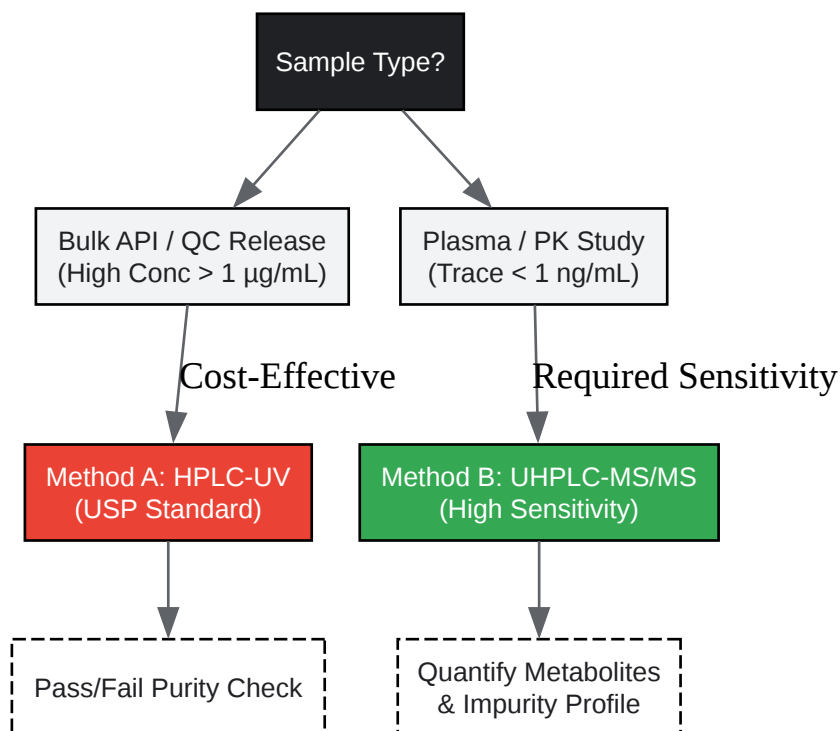 Sample Type?
Bulk API / QC Release
(High Conc > 1 µg/mL)
Plasma / PK Study
(Trace < 1 ng/mL)
Cost-Effective
Required Sensitivity
Method A: HPLC-UV
(USP Standard)
Method B: UHPLC-MS/MS
(High Sensitivity)
Pass/Fail Purity Check
Quantify Metabolites
& Impurity Profile